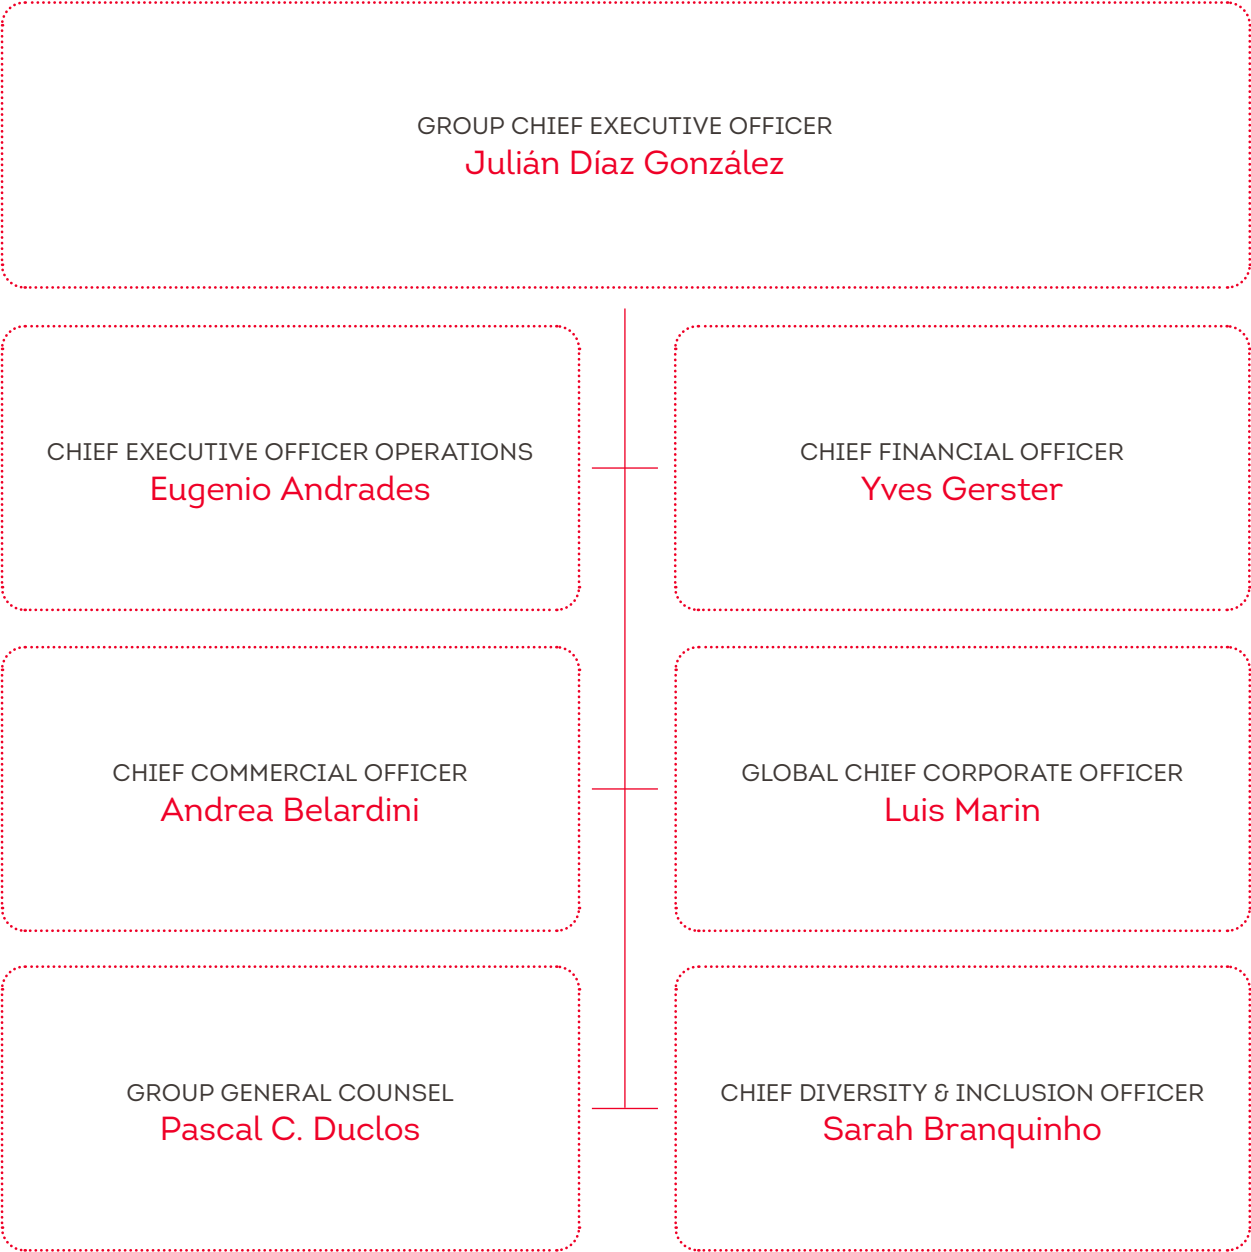 GROUP CHIEF EXECUTIVE OFFICER
Julián Díaz González
CHIEF EXECUTIVE OFFICER OPERATIONS
Eugenio Andrades
CHIEF FINANCIAL OFFICER
Yves Gerster
CHIEF COMMERCIAL OFFICER
Andrea Belardini
GLOBAL CHIEF CORPORATE OFFICER
Luis Marin
GROUP GENERAL COUNSEL
Pascal C. Duclos
CHIEF DIVERSITY & INCLUSION OFFICER
Sarah Branquinho